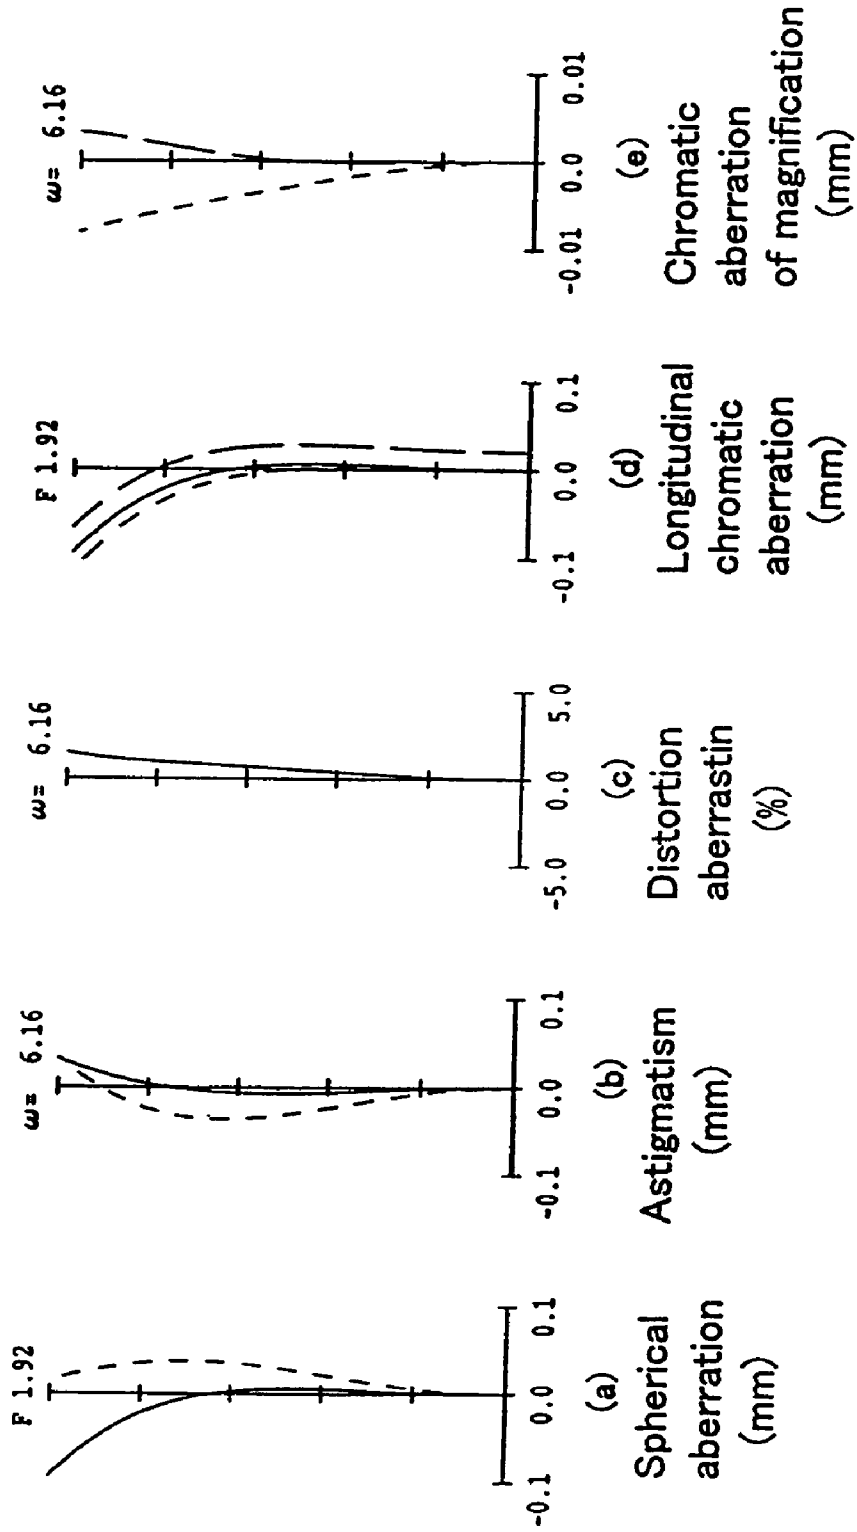 F 1.92
-0.1 0.0 0.1
(a)
Spherical
aberration
(mm)
ω= 6.16
-0.1 0.0 0.1
(b)
Astigmatism
(mm)
ω= 6.16
-5.0 0.0 5.0
(c)
Distortion
aberrastin
(%)
F 1.92
-0.1 0.0 0.1
(d)
Longitudinal
chromatic
aberration
(mm)
ω= 6.16
-0.01 0.0 0.01
(e)
Chromatic
aberration
of magnification
(mm)